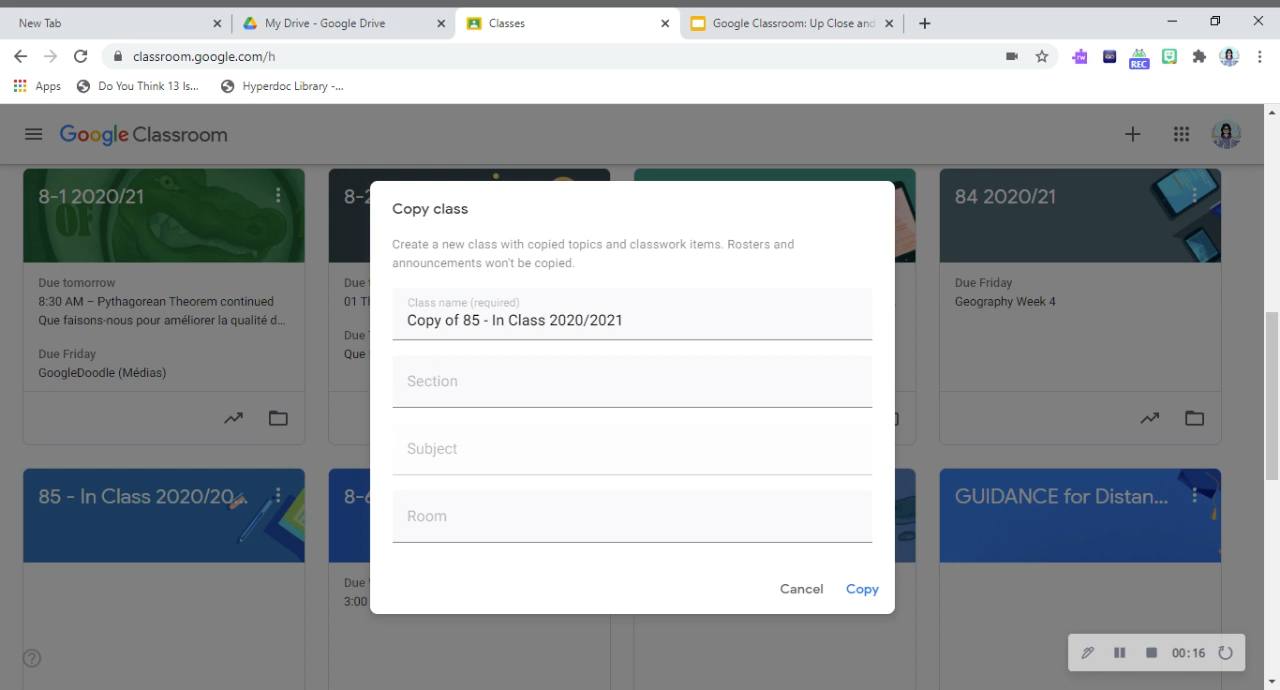 New Tab
My Drive - Google Drive
Classes
Google Classroom: Up Close and
classroom.google.com/h
REC
Apps
Do You Think 13 Is...
Hyperdoc Library -...
Google Classroom
8-1 2020/21
8-2
84 2020/21
Due tomorrow
8:30 AM – Pythagorean Theorem continued
Que faisons-nous pour améliorer la qualité d...
Due Friday
GoogleDoodle (Médias)
Due
01 T
Due
Que
Due Friday
Geography Week 4
Copy class
Create a new class with copied topics and classwork items. Rosters and
announcements won't be copied.
Class name (required)
Copy of 85 - In Class 2020/2021
Section
Subject
Room
Cancel
Copy
85 - In Class 2020/20...
8-6
GUIDANCE for Distan...
Due
3:00
00:16